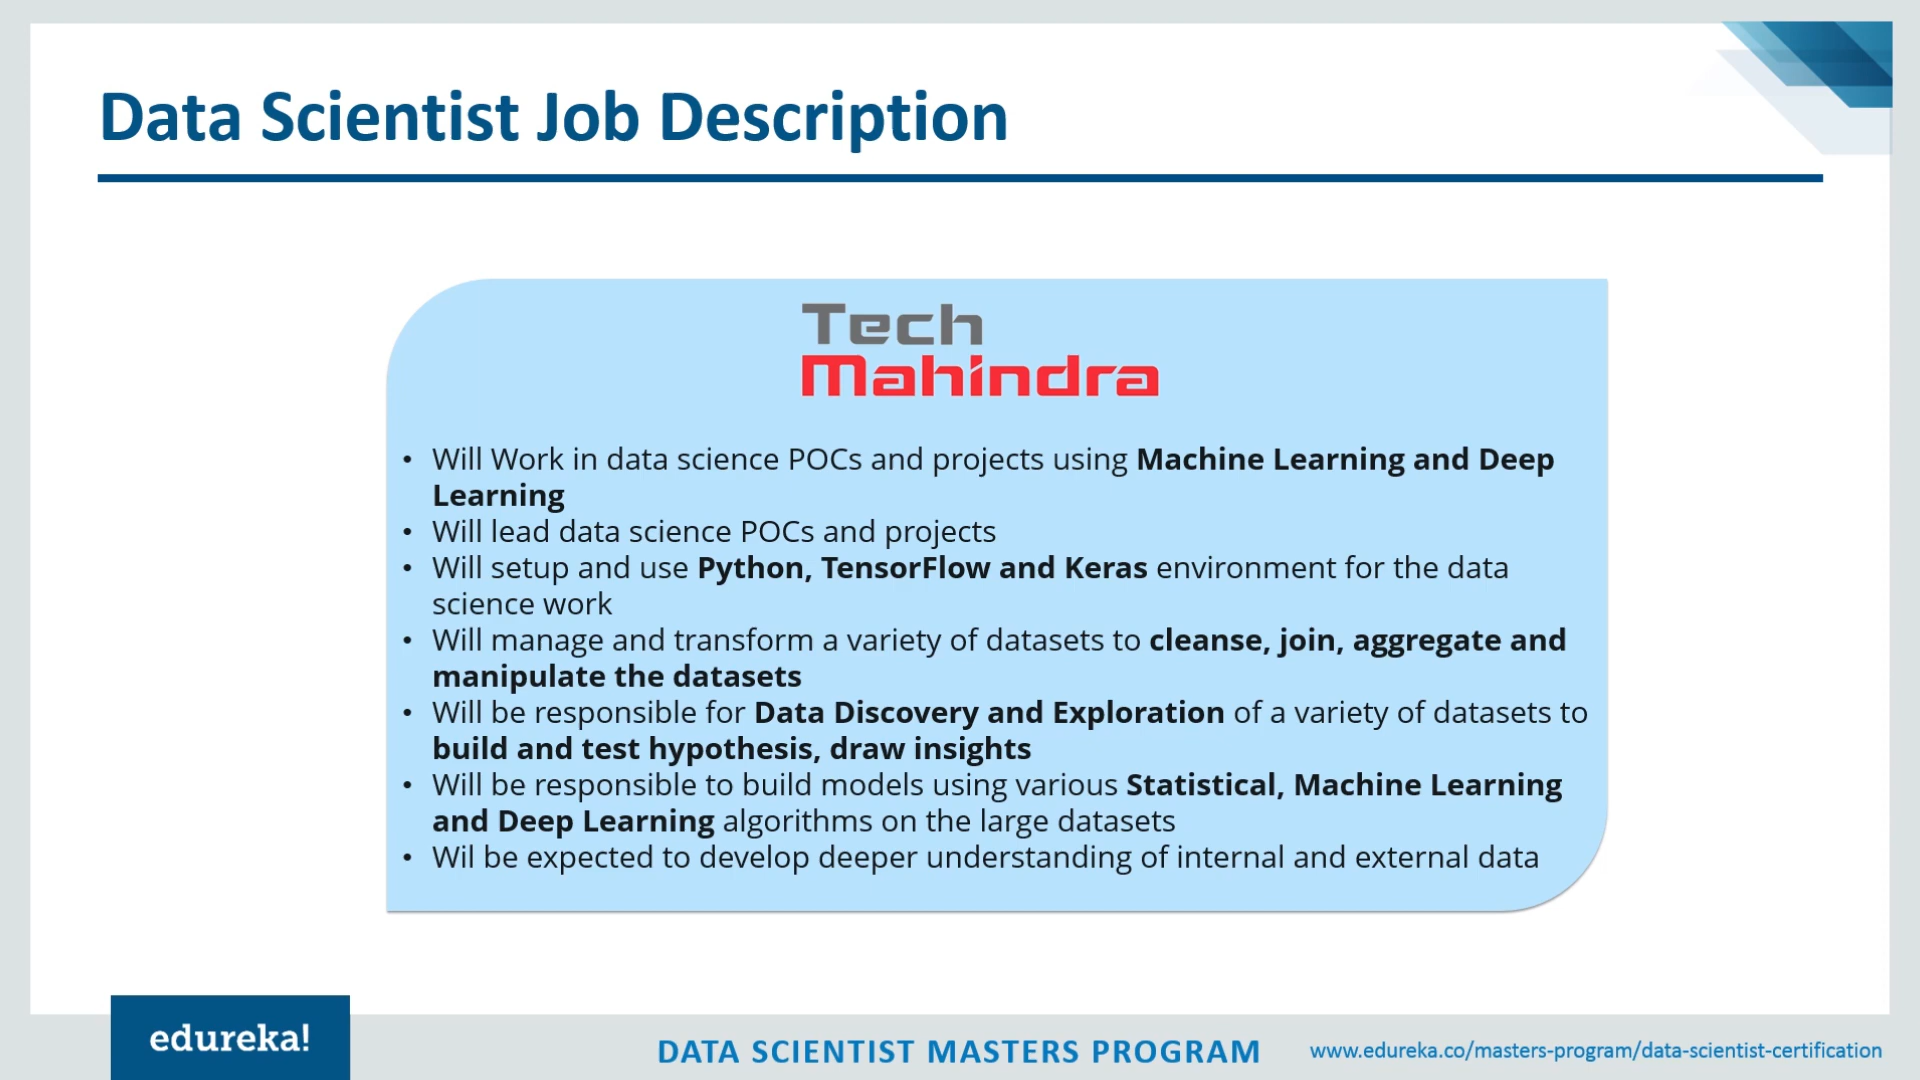 Data Scientist Job Description
Tech
Mahindra
• Will Work in data science POCs and projects using Machine Learning and Deep
Learning
• Will lead data science POCs and projects
• Will setup and use Python, TensorFlow and Keras environment for the data
science work
• Will manage and transform a variety of datasets to cleanse, join, aggregate and
manipulate the datasets
• Will be responsible for Data Discovery and Exploration of a variety of datasets to
build and test hypothesis, draw insights
• Will be responsible to build models using various Statistical, Machine Learning
and Deep Learning algorithms on the large datasets
• Wil be expected to develop deeper understanding of internal and external data
edureka!
DATA SCIENTIST MASTERS PROGRAM
www.edureka.co/masters-program/data-scientist-certification